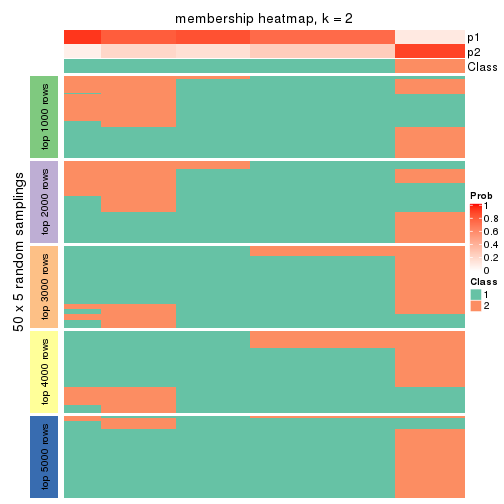 membership heatmap, k = 2
p1
p2
Class
50 x 5 random samplings
top 1000 rows
top 2000 rows
top 3000 rows
top 4000 rows
top 5000 rows
Prob
1
0.8
0.6
0.4
0.2
0
Class
1
2